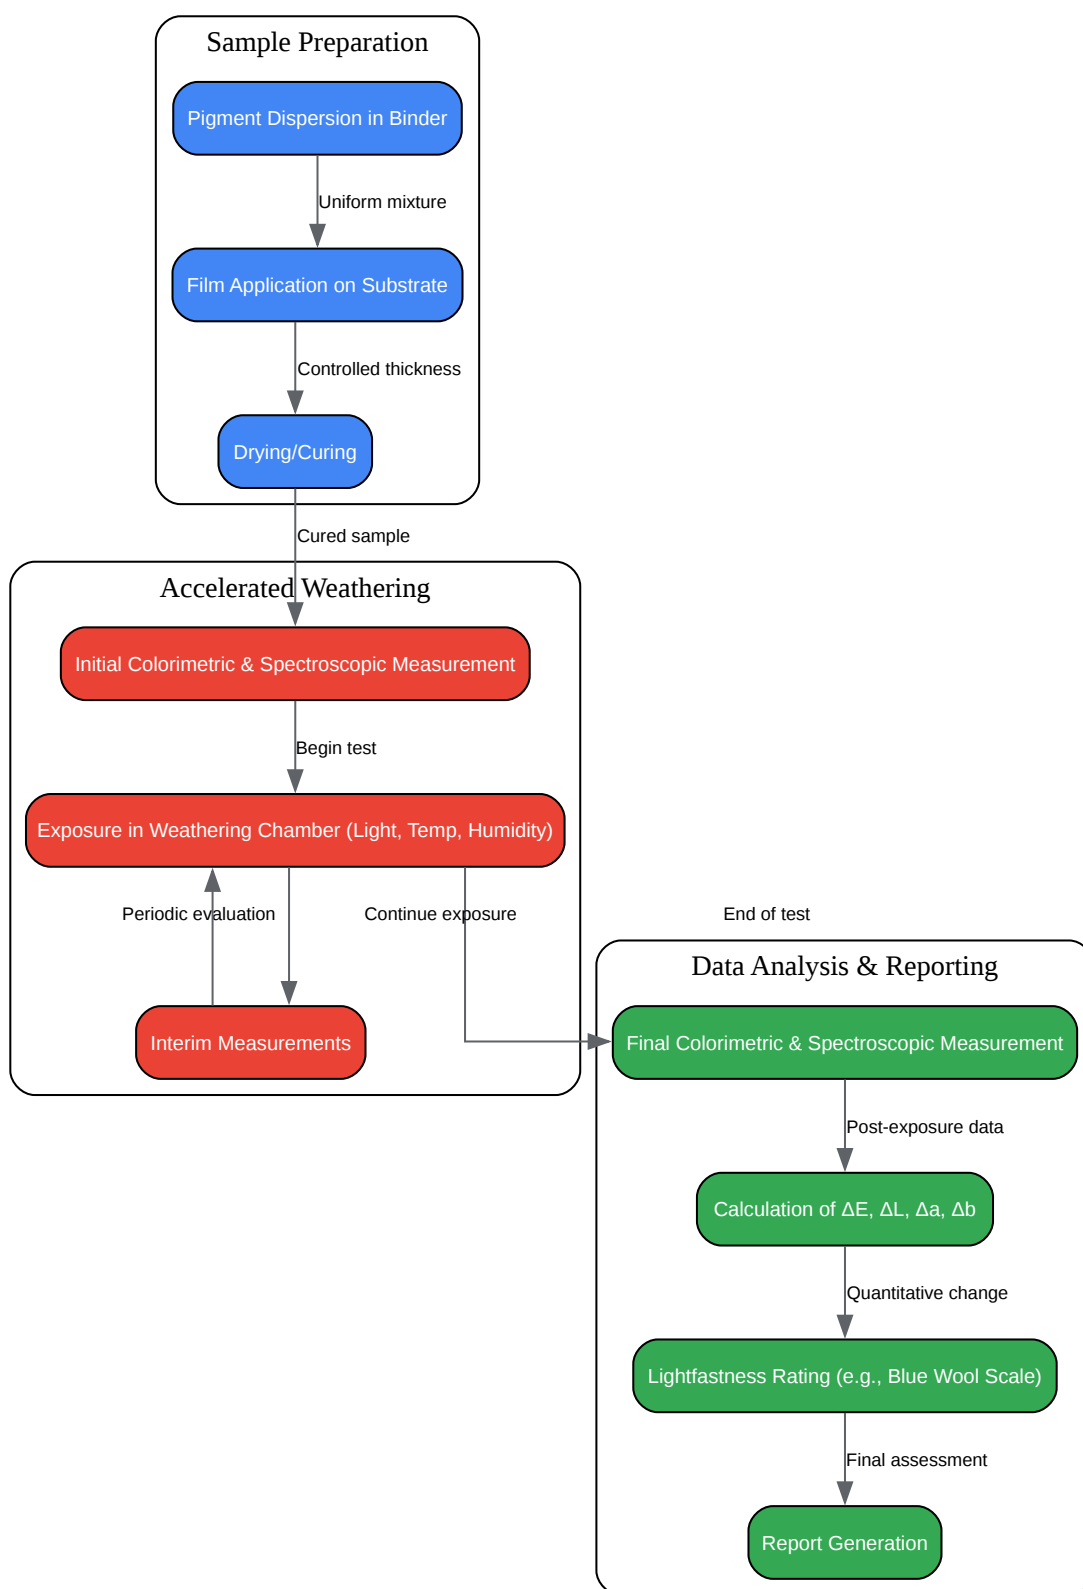 Sample Preparation
Pigment Dispersion in Binder
Uniform mixture
Film Application on Substrate
Controlled thickness
Drying/Curing
Cured sample
Accelerated Weathering
Initial Colorimetric & Spectroscopic Measurement
Begin test
Exposure in Weathering Chamber (Light, Temp, Humidity)
Periodic evaluation
Continue exposure
End of test
Interim Measurements
Data Analysis & Reporting
Final Colorimetric & Spectroscopic Measurement
Post-exposure data
Calculation of ΔE, ΔL, Δa, Δb
Quantitative change
Lightfastness Rating (e.g., Blue Wool Scale)
Final assessment
Report Generation